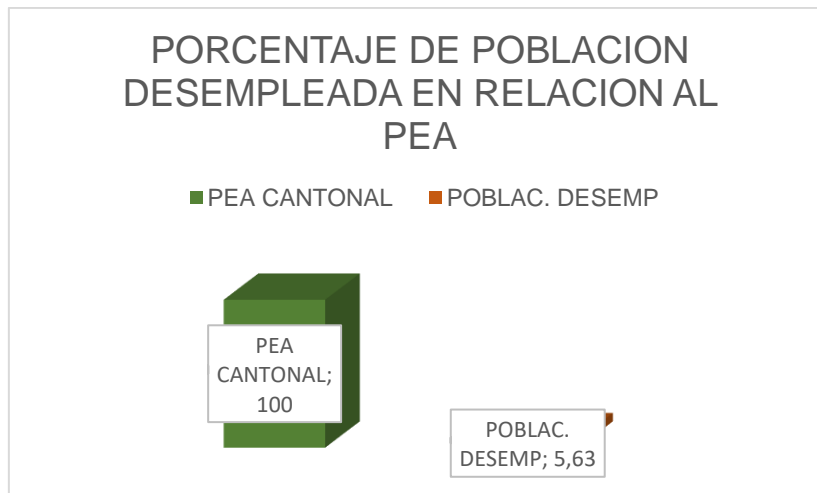 PORCENTAJE DE POBLACION
DESEMPLEADA EN RELACION AL
PEA
PEA CANTONAL POBLAC. DESEMP
PEA
CANTONAL;
100
POBLAC.
DESEMP; 5,63